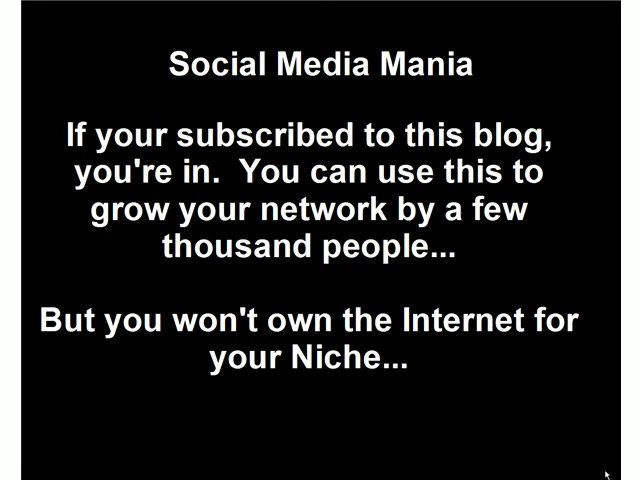 Social Media Mania
If your subscribed to this blog,
you're in.  You can use this to
grow your network by a few
thousand people...
But you won't own the Internet for
your Niche...